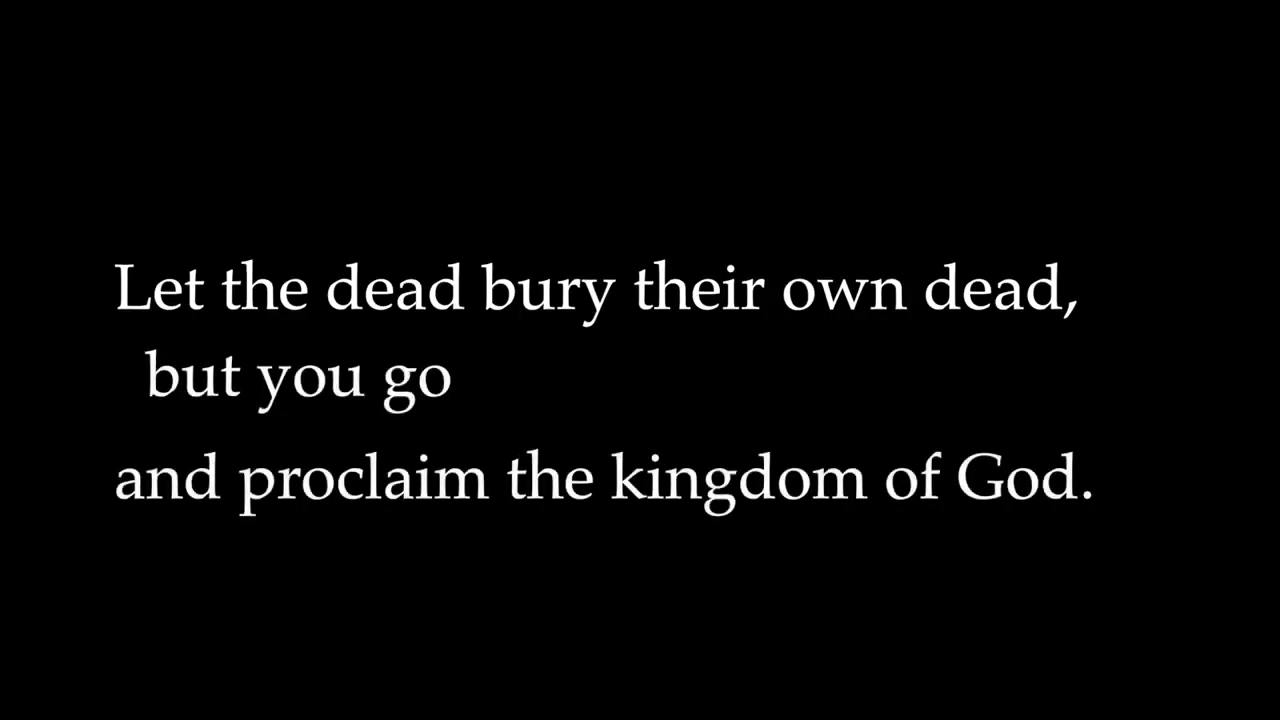 Let the dead bury their own dead,
but you go
and proclaim the kingdom of God.